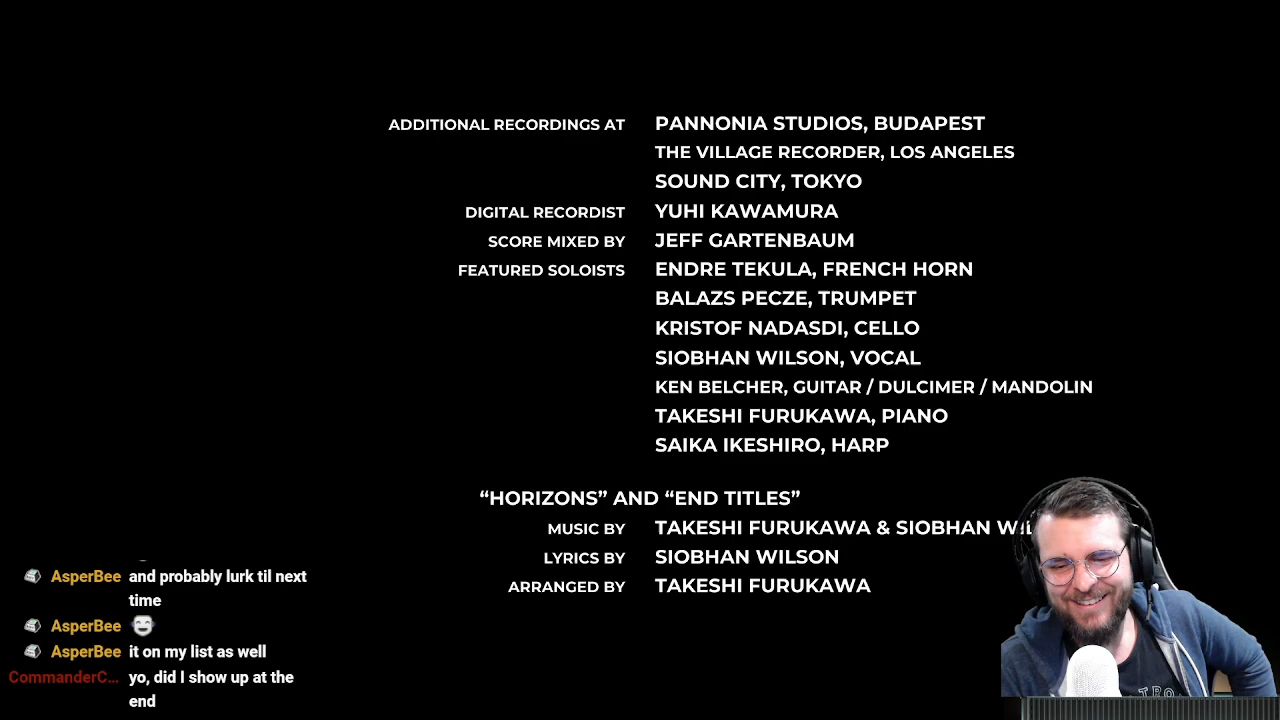 ADDITIONAL RECORDINGS AT PANNONIA STUDIOS, BUDAPEST
THE VILLAGE RECORDER, LOS ANGELES
SOUND CITY, TOKYO
DIGITAL RECORDIST YUHI KAWAMURA
SCORE MIXED BY JEFF GARTENBAUM
FEATURED SOLOISTS ENDRE TEKULA, FRENCH HORN
BALAZS PECZE, TRUMPET
KRISTOF NADASDI, CELLO
SIOBHAN WILSON, VOCAL
KEN BELCHER, GUITAR / DULCIMER / MANDOLIN
TAKESHI FURUKAWA, PIANO
SAIKA IKESHIRO, HARP
“HORIZONS” AND “END TITLES”
MUSIC BY TAKESHI FURUKAWA & SIOBHAN
LYRICS BY SIOBHAN WILSON
ARRANGED BY TAKESHI FURUKAWA
AsperBee and probably lurk til next
time
AsperBee
AsperBee it on my list as well
CommanderC... yo, did I show up at the
end